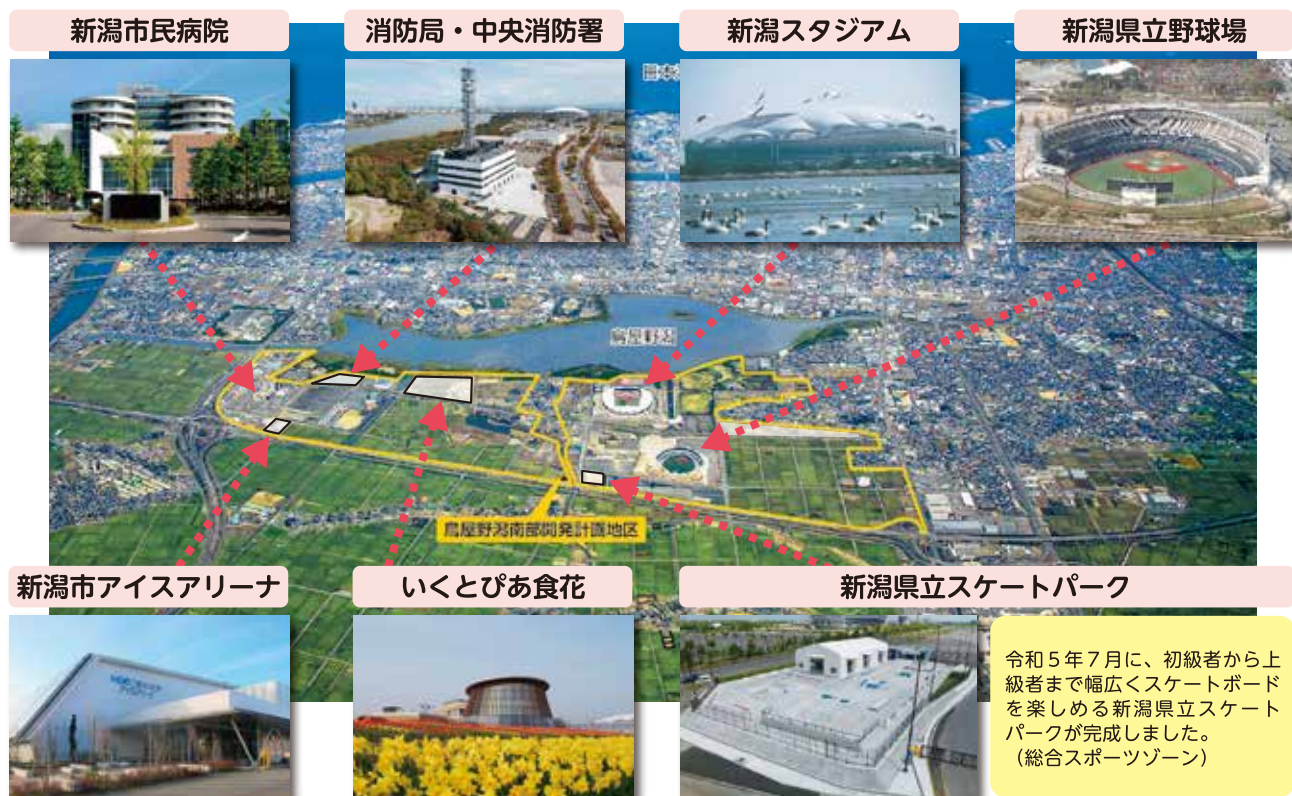 新潟市民病院
消防局・中央消防署
新潟スタジアム
新潟県立野球場
日本
鳥屋野潟
鳥屋野潟南部開発計画地区
新潟市アイスアリーナ
いくとぴあ食花
新潟県立スケートパーク
令和５年７月に、初級者から上
級者まで幅広くスケートボード
を楽しめる新潟県立スケート
パークが完成しました。
（総合スポーツゾーン）